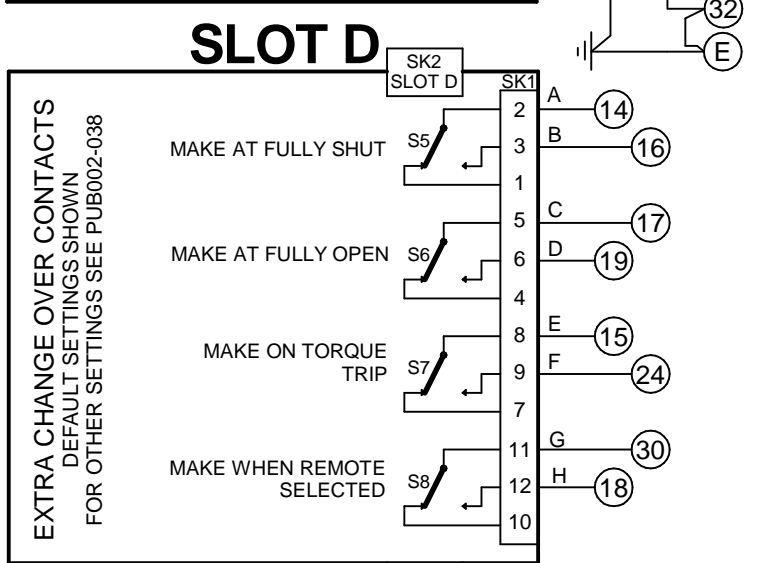 32
E
SLOT D
SK2
SLOT D
SK1
EXTRA CHANGE OVER CONTACTS
DEFAULT SETTINGS SHOWN
FOR OTHER SETTINGS SEE PUB002-038
MAKE AT FULLY SHUT
S5
2 A 14
3 B 16
1
MAKE AT FULLY OPEN
S6
5 C 17
6 D 19
4
MAKE ON TORQUE
TRIP
S7
8 E 15
9 F 24
7
MAKE WHEN REMOTE
SELECTED
S8
11 G 30
12 H 18
10